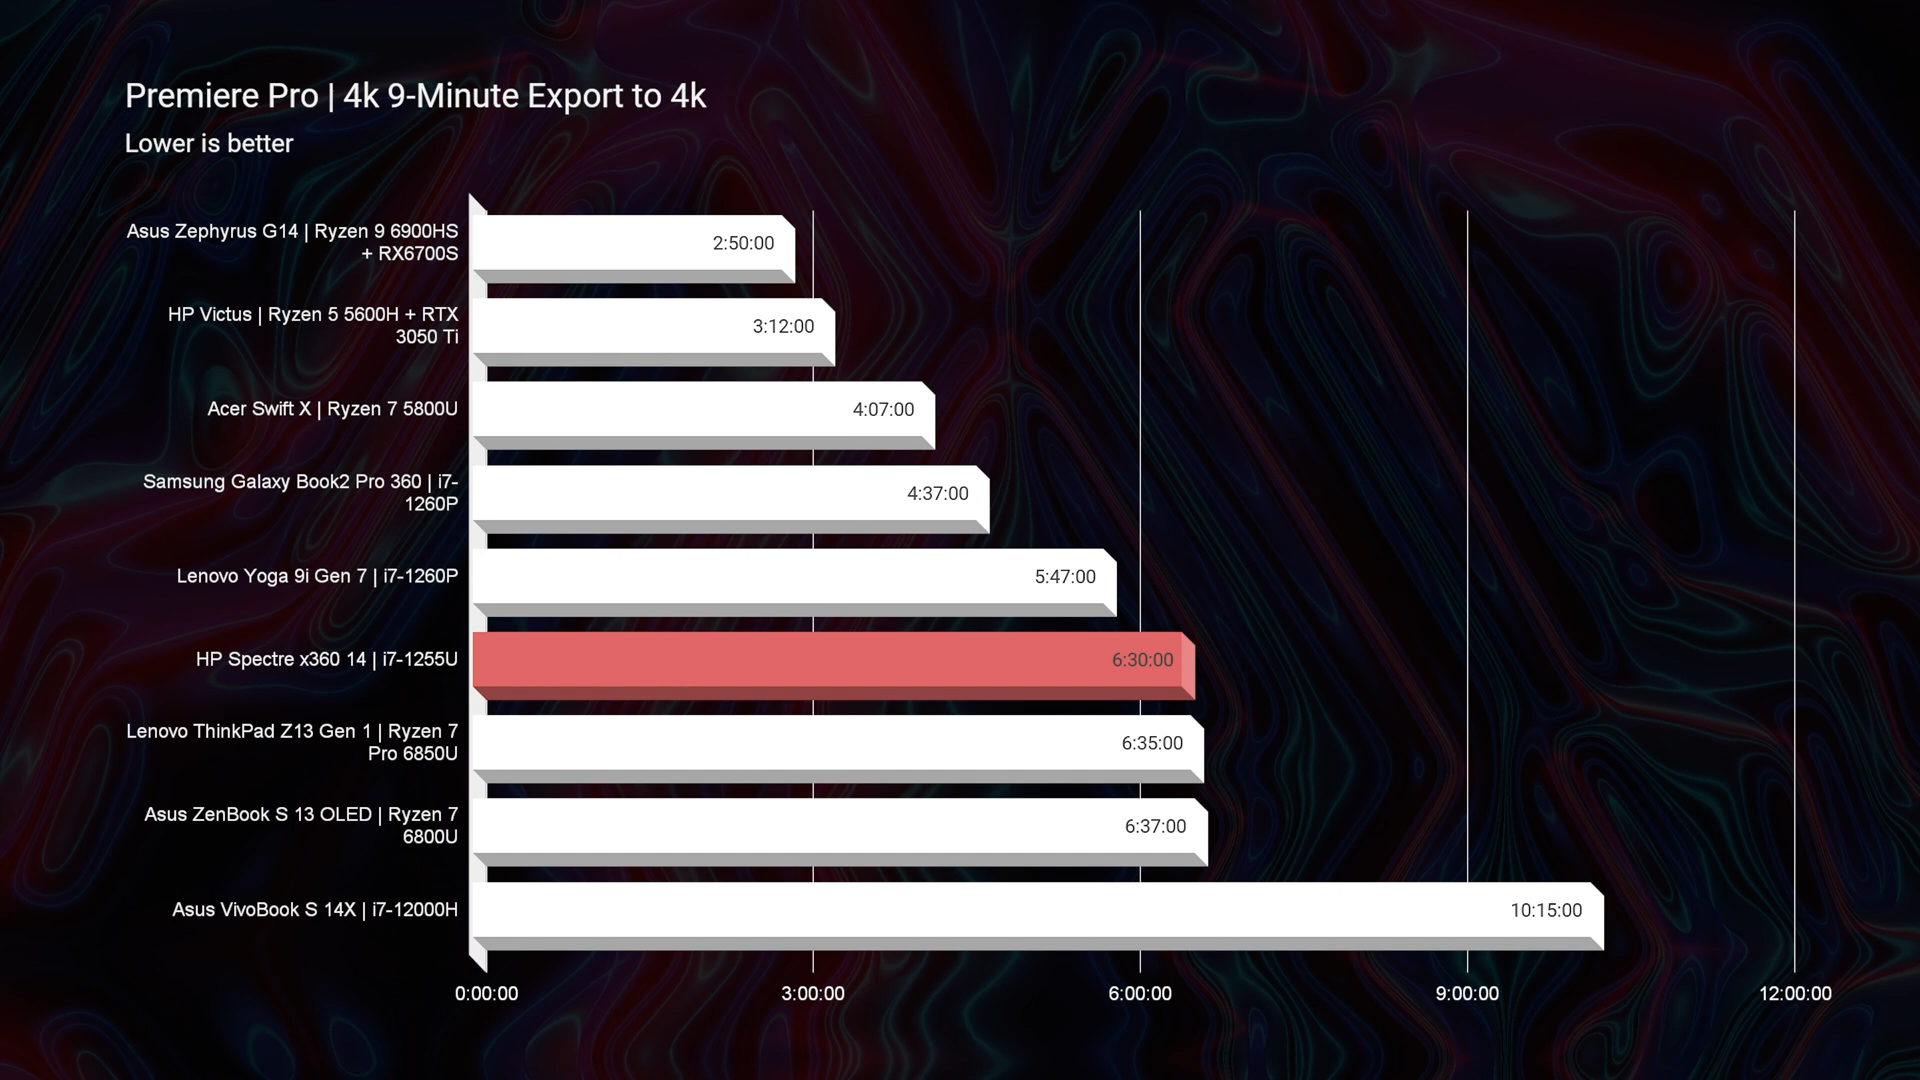 Premiere Pro | 4k 9-Minute Export to 4k
Lower is better
Asus Zephyrus G14 | Ryzen 9 6900HS
+ RX6700S
2:50:00
HP Victus | Ryzen 5 5600H + RTX
3050 Ti
3:12:00
Acer Swift X | Ryzen 7 5800U
4:07:00
Samsung Galaxy Book2 Pro 360 | i7-
1260P
4:37:00
Lenovo Yoga 9i Gen 7 | i7-1260P
5:47:00
HP Spectre x360 14 | i7-1255U
6:30:00
Lenovo ThinkPad Z13 Gen 1 | Ryzen 7
Pro 6850U
6:35:00
Asus ZenBook S 13 OLED | Ryzen 7
6800U
6:37:00
Asus VivoBook S 14X | i7-12000H
10:15:00
0:00:00
3:00:00
6:00:00
9:00:00
12:00:00